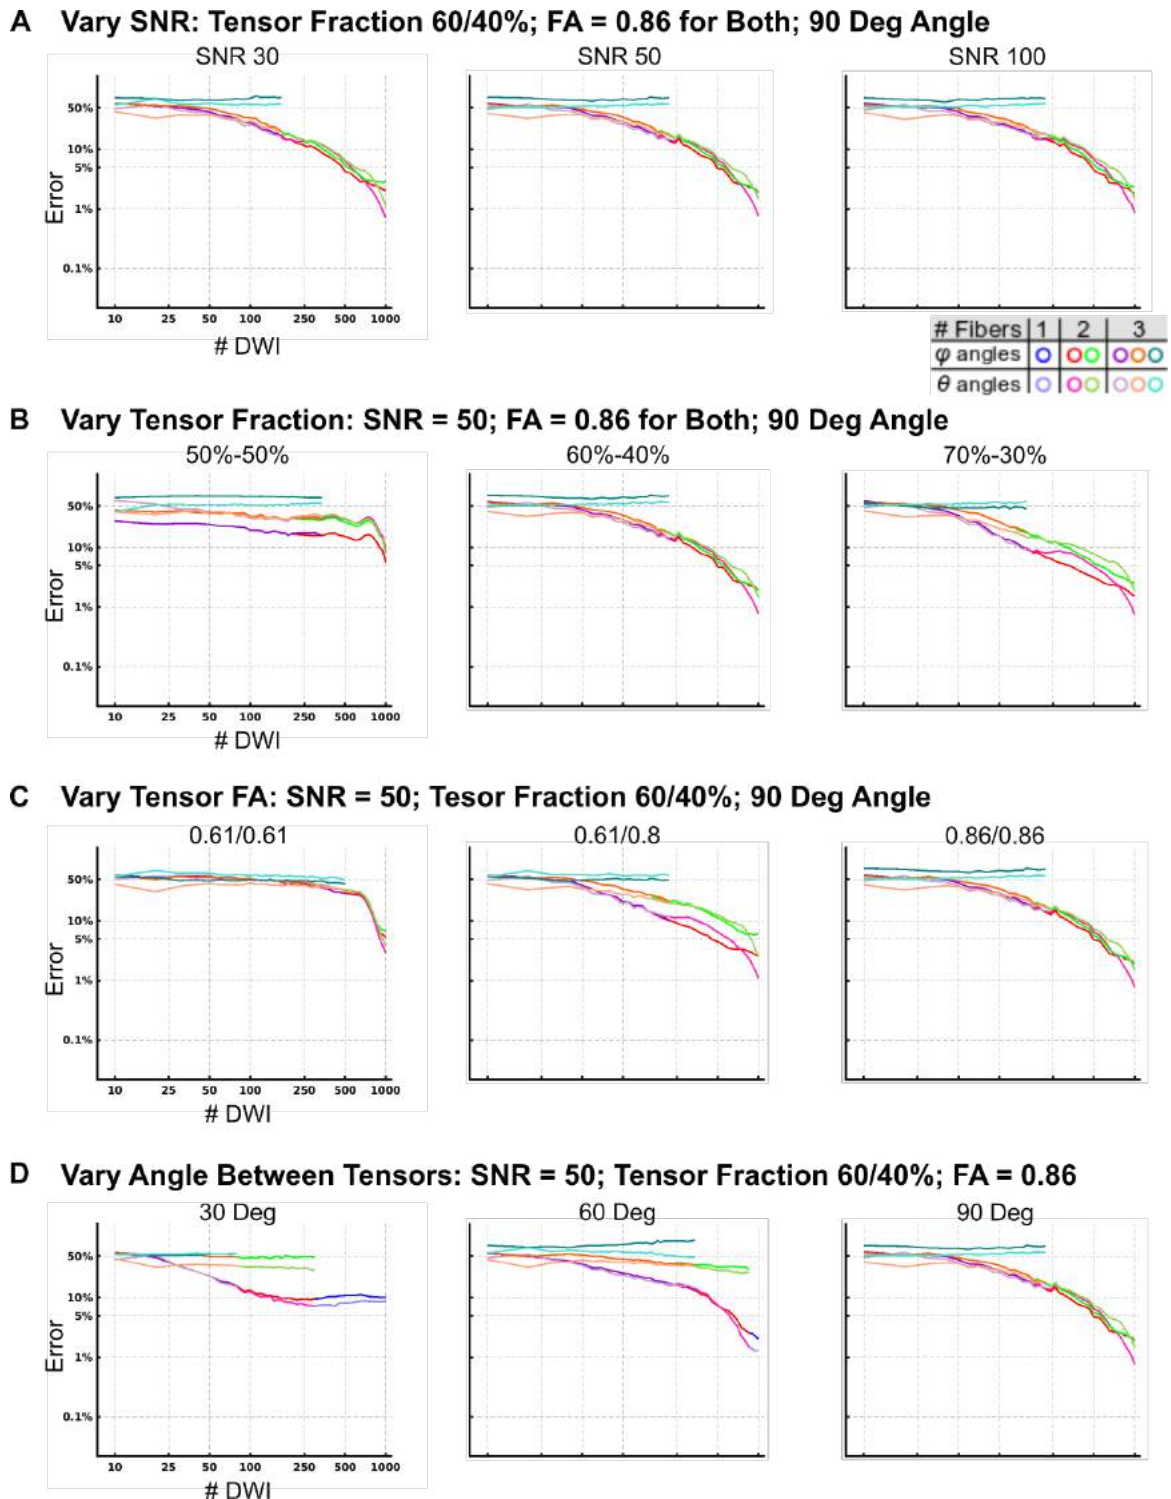 A Vary SNR: Tensor Fraction 60/40%; FA = 0.86 for Both; 90 Deg Angle
SNR 30 SNR 50 SNR 100
50%
10%
5%
1%
0.1%
Error
10 25 50 100 250 500 1000
# DWI
# Fibers 1 2 3
φ angles
θ angles
B Vary Tensor Fraction: SNR = 50; FA = 0.86 for Both; 90 Deg Angle
50%-50% 60%-40% 70%-30%
50%
10%
5%
1%
0.1%
Error
10 25 50 100 250 500 1000
# DWI
C Vary Tensor FA: SNR = 50; Tesor Fraction 60/40%; 90 Deg Angle
0.61/0.61 0.61/0.8 0.86/0.86
50%
10%
5%
1%
0.1%
Error
10 25 50 100 250 500 1000
# DWI
D Vary Angle Between Tensors: SNR = 50; Tensor Fraction 60/40%; FA = 0.86
30 Deg 60 Deg 90 Deg
50%
10%
5%
1%
0.1%
Error
10 25 50 100 250 500 1000
# DWI